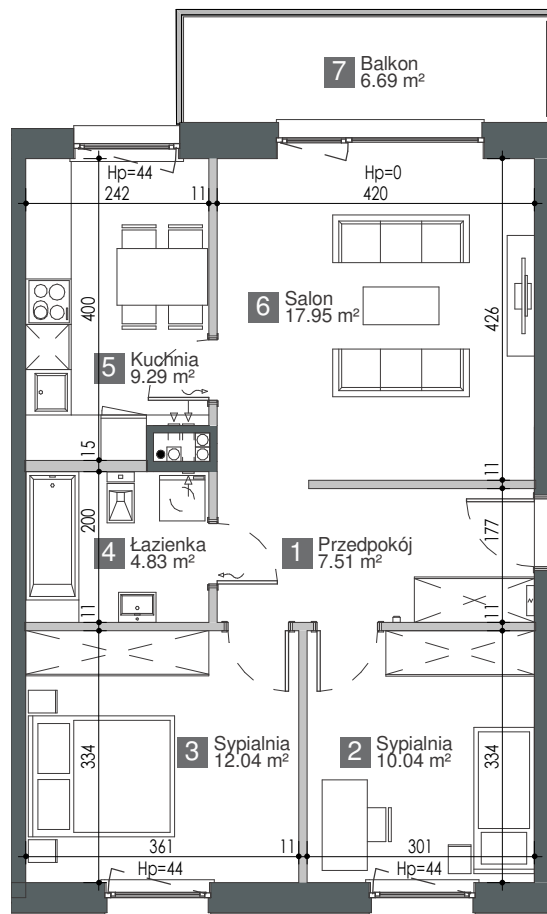 7 Balkon
6.69 m²
Hp=44
Hp=0
242
11
420
400
426
6 Salon
17.95 m²
5 Kuchnia
9.29 m²
15
11
200
177
4 Łazienka
4.83 m²
1 Przedpokój
7.51 m²
11
11
3 Sypialnia
12.04 m²
2 Sypialnia
10.04 m²
334
334
361
11
301
Hp=44
Hp=44